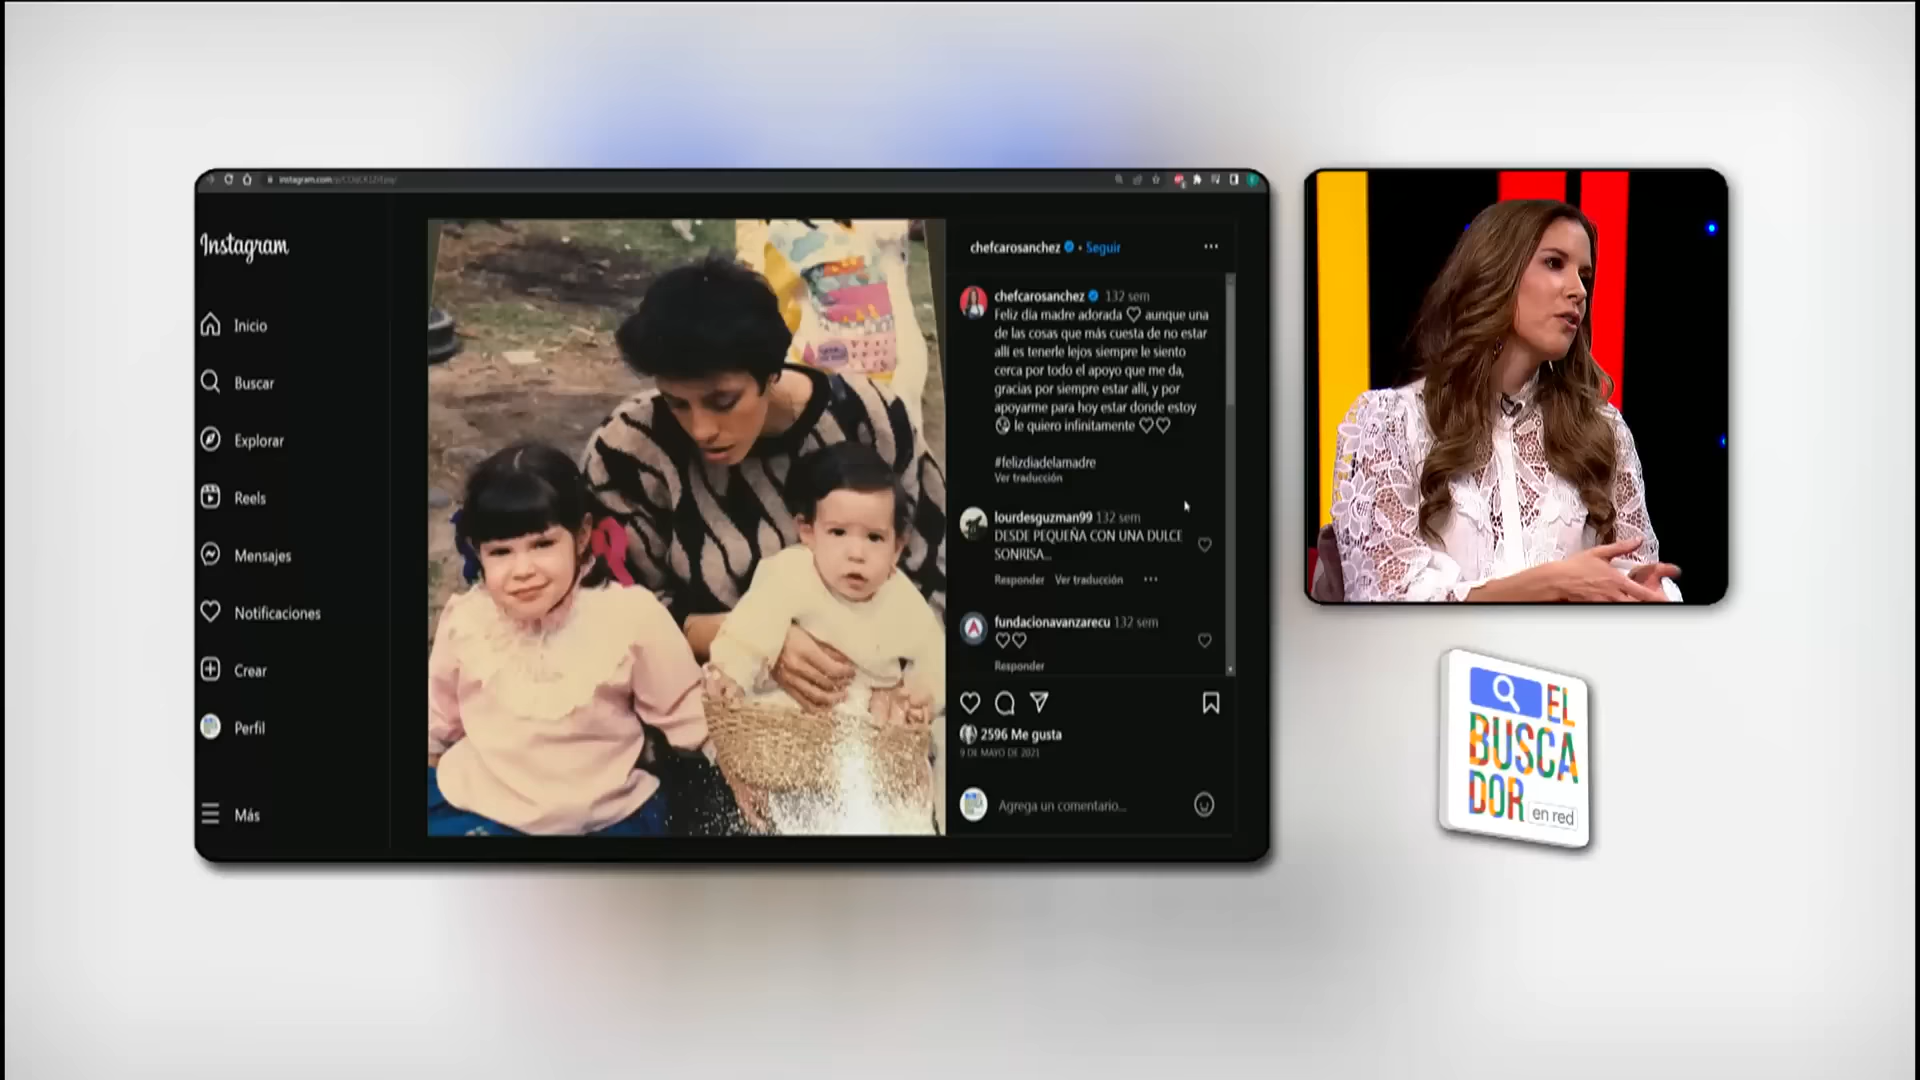 instagram.com
Instagram
Inicio
Buscar
Explorar
Reels
Mensajes
Notificaciones
Crear
Perfil
Más
chefcarosanchez • Seguir
chefcarosanchez 132 sem
Feliz día madre adorada ♡ aunque una
de las cosas que más cuesta de no estar
allí es tenerle lejos siempre le siento
cerca por todo el apoyo que me da,
gracias por siempre estar allí, y por
apoyarme para hoy estar donde estoy
😘 le quiero infinitamente ♡♡
#felizdiadelamadre
Ver traducción
lourdesguzman99 132 sem
DESDE PEQUEÑA CON UNA DULCE
SONRISA...
Responder Ver traducción
fundacionavanzarecu 132 sem
♡♡
Responder
2596 Me gusta
9 DE MAYO DE 2021
Agrega un comentario...
EL
BUSCA
DOR
en red